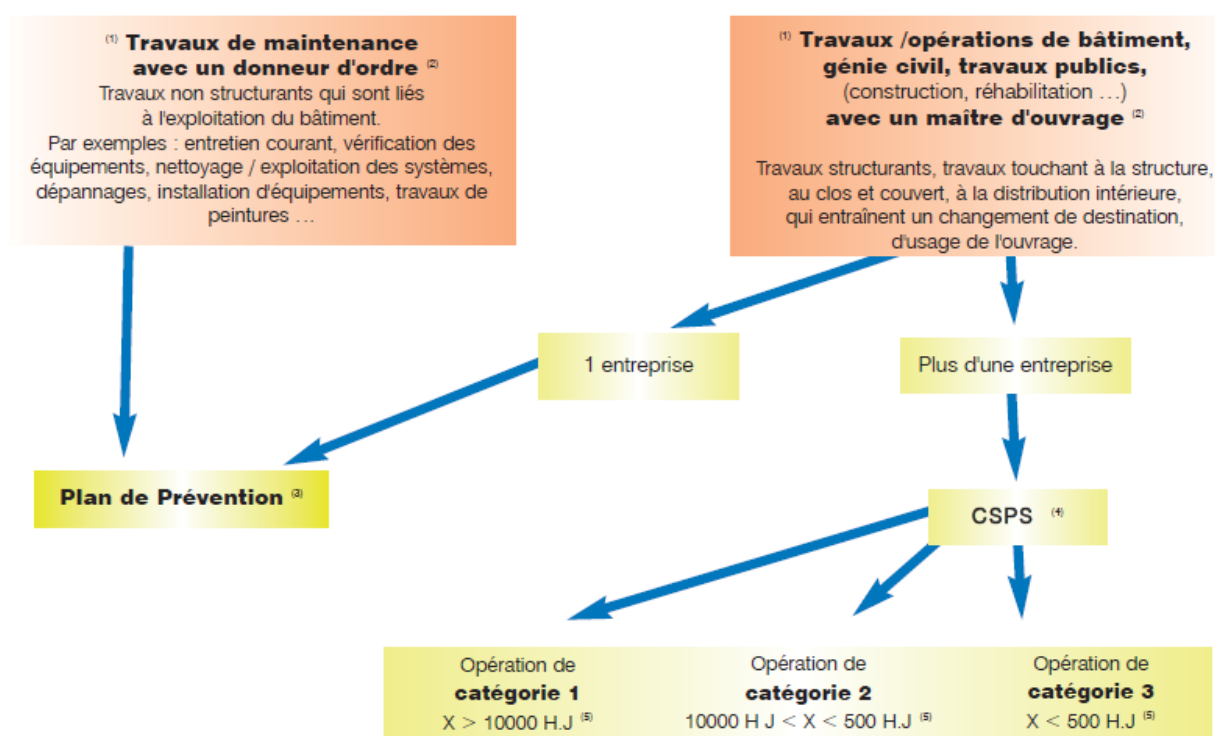 (1) Travaux de maintenance
avec un donneur d'ordre (2)
Travaux non structurants qui sont liés
à l'exploitation du bâtiment.
Par exemples : entretien courant, vérification des
équipements, nettoyage / exploitation des systèmes,
dépannages, installation d'équipements, travaux de
peintures ...
(1) Travaux /opérations de bâtiment,
génie civil, travaux publics,
(construction, réhabilitation ...)
avec un maître d'ouvrage (2)
Travaux structurants, travaux touchant à la structure,
au clos et couvert, à la distribution intérieure,
qui entraînent un changement de destination,
d'usage de l'ouvrage.
1 entreprise
Plus d'une entreprise
Plan de Prévention (3)
CSPS (4)
Opération de
catégorie 1
X > 10000 H.J (5)
Opération de
catégorie 2
10000 H J < X < 500 H.J (5)
Opération de
catégorie 3
X < 500 H.J (5)